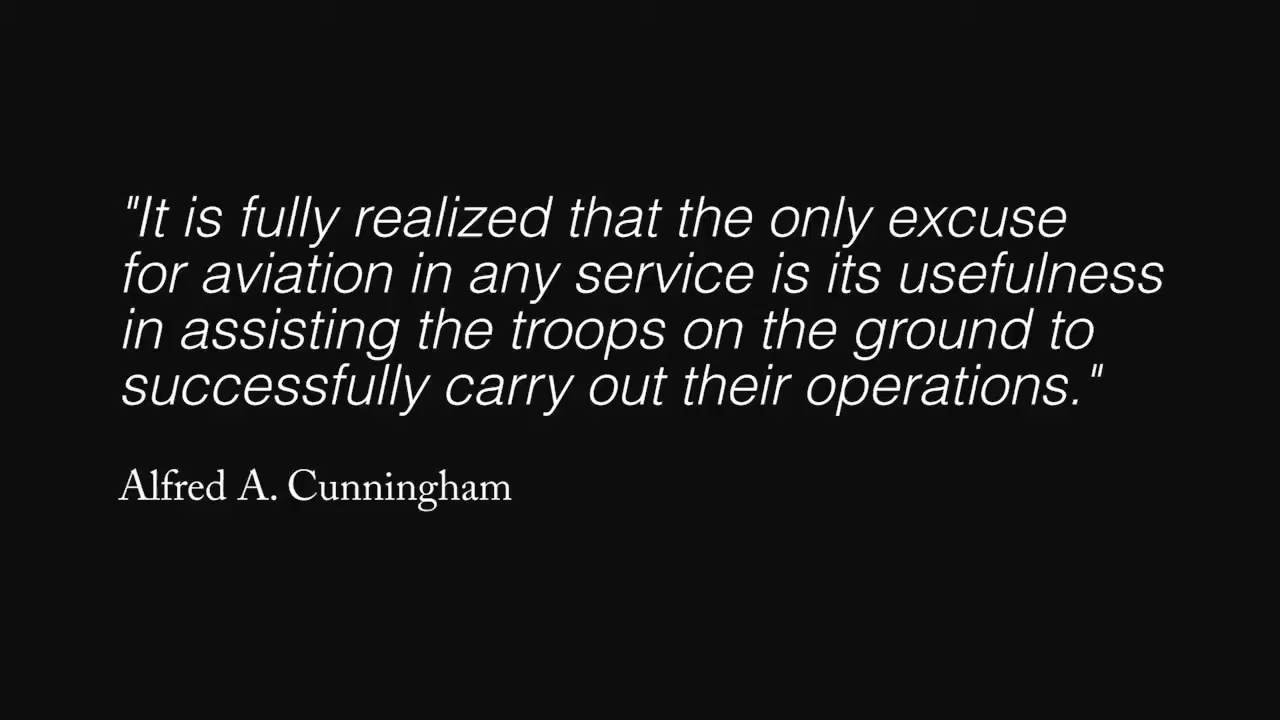 "It is fully realized that the only excuse
for aviation in any service is its usefulness
in assisting the troops on the ground to
successfully carry out their operations."
Alfred A. Cunningham